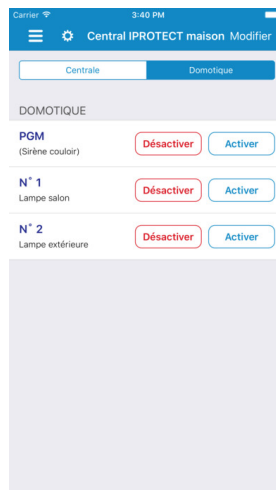 Carrier 3:40 PM
Central IPROTECT maison Modifier
Centrale Domotique
DOMOTIQUE
PGM
(Sirène couloir)
Désactiver Activer
N° 1
Lampe salon
Désactiver Activer
N° 2
Lampe extérieure
Désactiver Activer